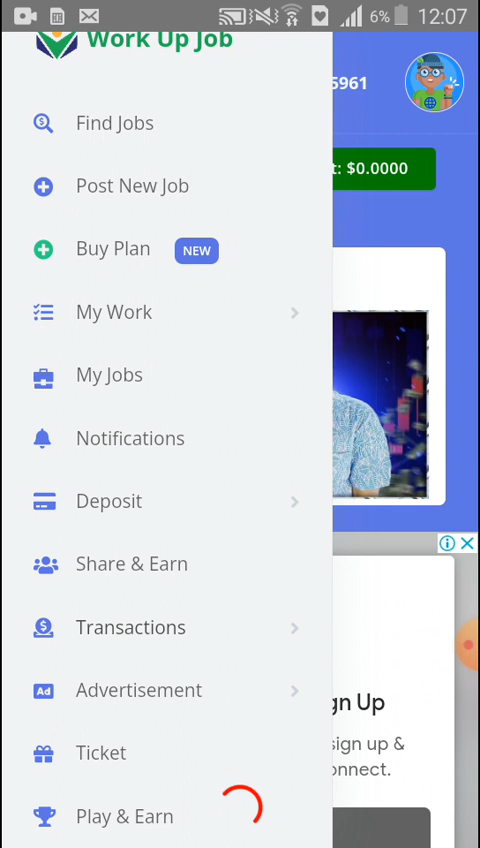 6% 12:07
Work Up Job
5961
Find Jobs
t: $0.0000
Post New Job
Buy Plan NEW
My Work
My Jobs
Notifications
Deposit
Share & Earn
Transactions
Advertisement
gn Up
sign up &
onnect.
Ad
Ticket
Play & Earn